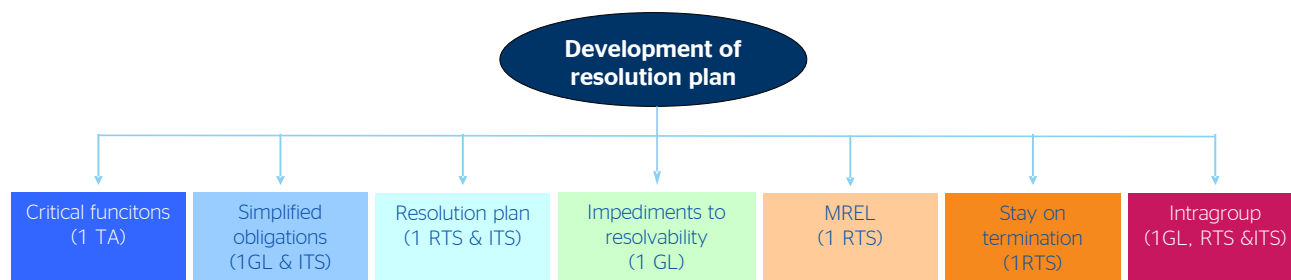 Development of
resolution plan
Critical funcitons
(1 TA)
Simplified
obligations
(1GL & ITS)
Resolution plan
(1 RTS & ITS)
Impediments to
resolvability
(1 GL)
MREL
(1 RTS)
Stay on
termination
(1RTS)
Intragroup
(1GL, RTS &ITS)